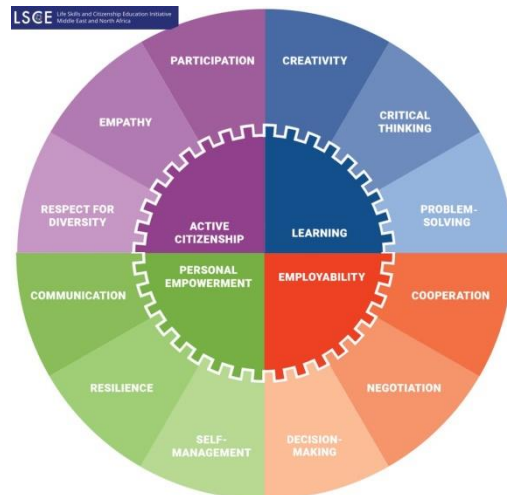 LSCE
Life Skills and Citizenship Education Initiative
Middle East and North Africa
PARTICIPATION
CREATIVITY
EMPATHY
CRITICAL
THINKING
RESPECT FOR
DIVERSITY
PROBLEM-
SOLVING
ACTIVE
CITIZENSHIP
LEARNING
PERSONAL
EMPOWERMENT
EMPLOYABILITY
COMMUNICATION
COOPERATION
RESILIENCE
NEGOTIATION
SELF-
MANAGEMENT
DECISION-
MAKING